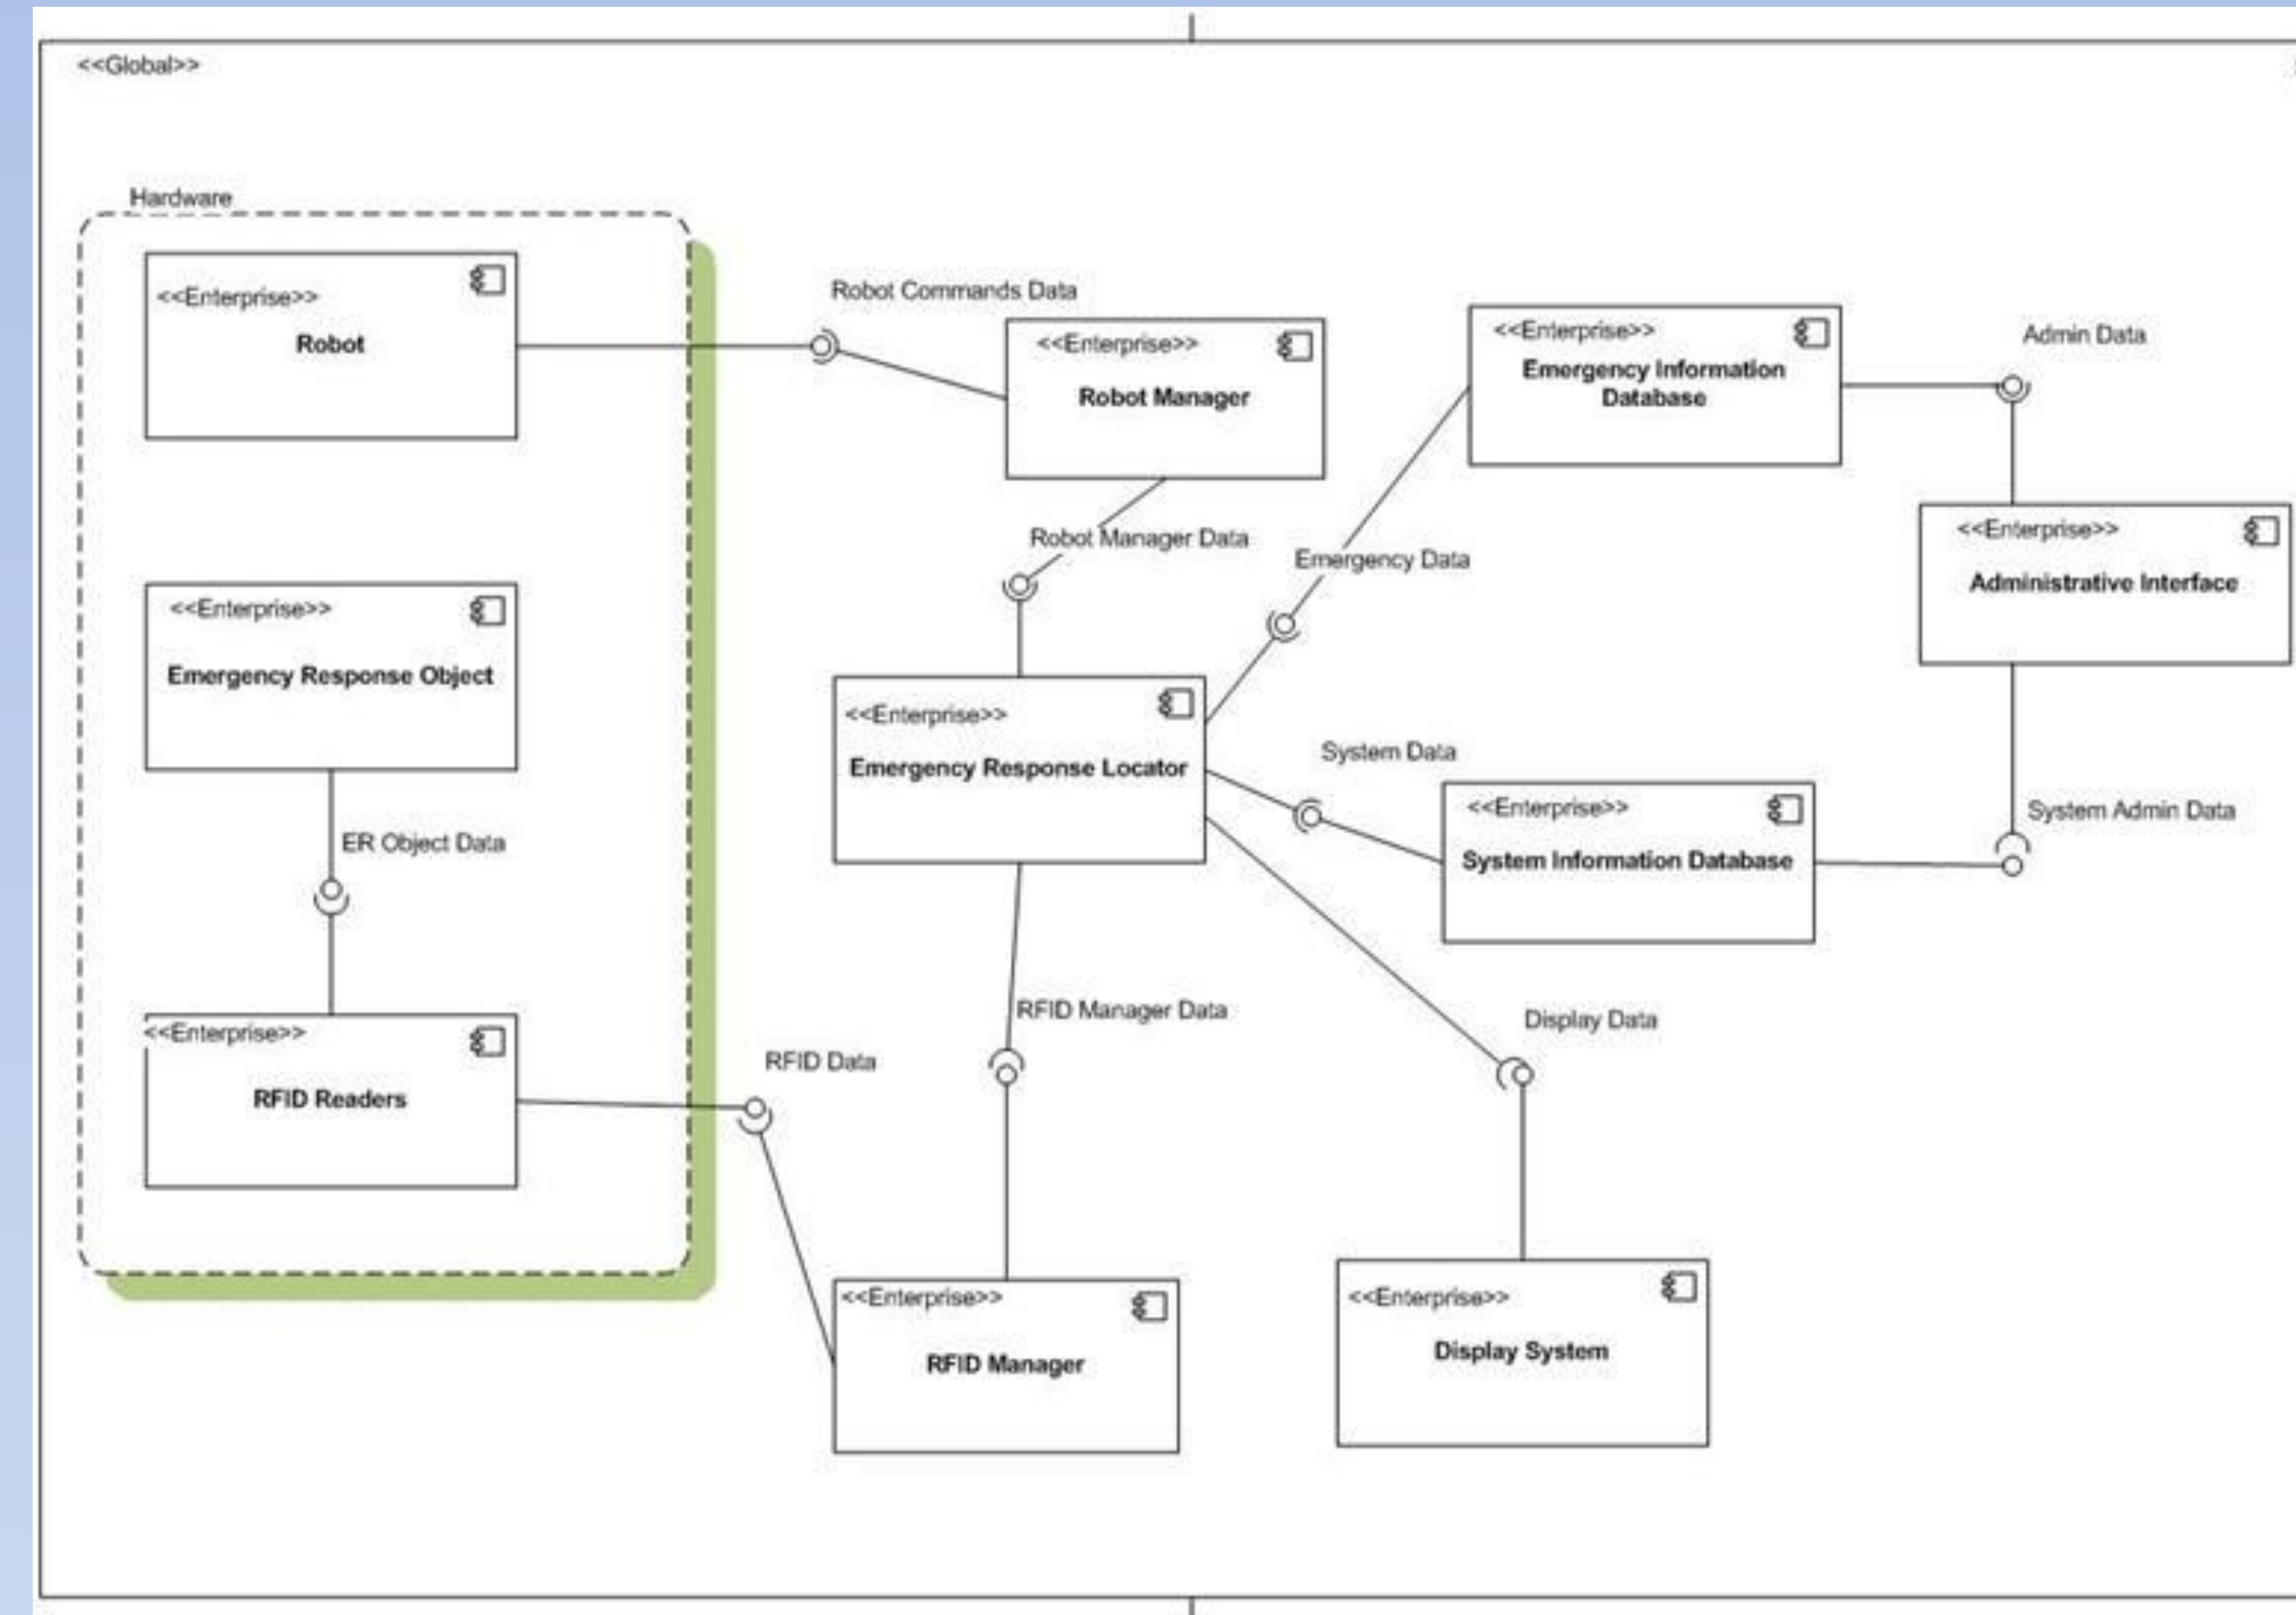 <<Global>>
Hardware
<<Enterprise>>
Robot
Robot Commands Data
<<Enterprise>>
Robot Manager
<<Enterprise>>
Emergency Information
Database
Admin Data
Robot Manager Data
Emergency Data
<<Enterprise>>
Administrative Interface
<<Enterprise>>
Emergency Response Object
ER Object Data
<<Enterprise>>
Emergency Response Locator
System Data
<<Enterprise>>
System Information Database
System Admin Data
<<Enterprise>>
RFID Readers
RFID Data
RFID Manager Data
Display Data
<<Enterprise>>
RFID Manager
<<Enterprise>>
Display System